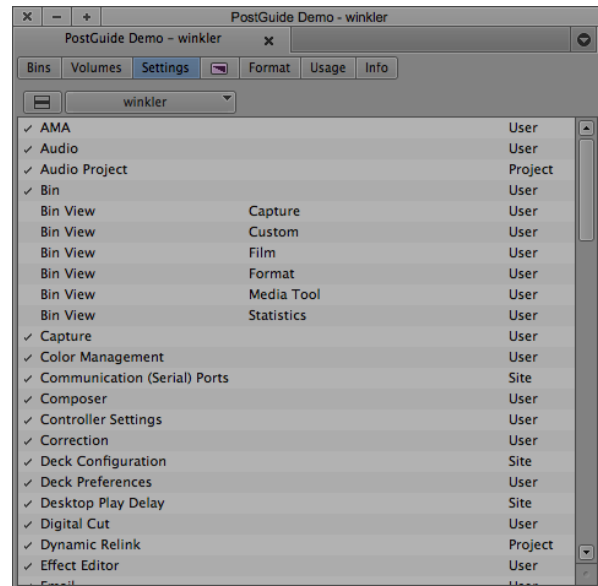 PostGuide Demo - winkler
PostGuide Demo - winkler
Bins Volumes Settings Format Usage Info
winkler
✓ AMA User
✓ Audio User
✓ Audio Project Project
✓ Bin User
Bin View Capture User
Bin View Custom User
Bin View Film User
Bin View Format User
Bin View Media Tool User
Bin View Statistics User
✓ Capture User
✓ Color Management User
✓ Communication (Serial) Ports Site
✓ Composer User
✓ Controller Settings User
✓ Correction User
✓ Deck Configuration Site
✓ Deck Preferences User
✓ Desktop Play Delay Site
✓ Digital Cut User
✓ Dynamic Relink Project
✓ Effect Editor User